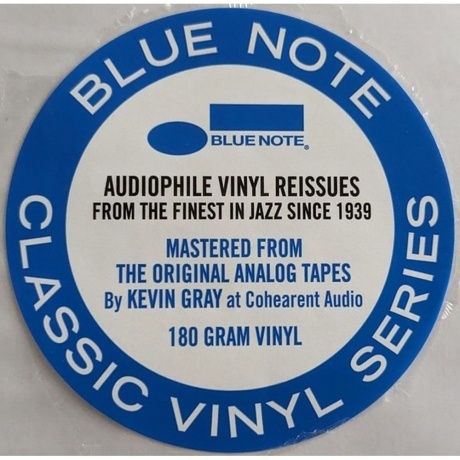 BLUE NOTE
BLUE NOTE®
AUDIOPHILE VINYL REISSUES
FROM THE FINEST IN JAZZ SINCE 1939
MASTERED FROM
THE ORIGINAL ANALOG TAPES
By KEVIN GRAY at Cohearent Audio
180 GRAM VINYL
CLASSIC VINYL SERIES